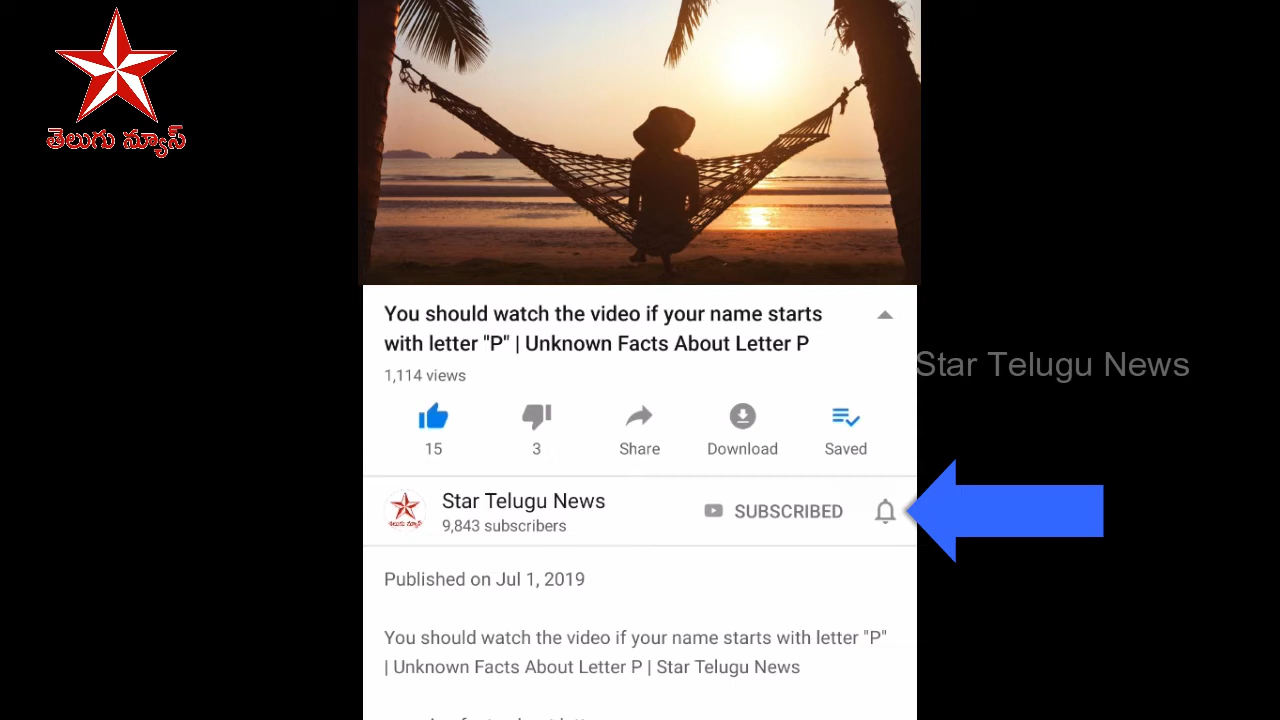 తెలుగు న్యూస్
You should watch the video if your name starts
with letter "P" | Unknown Facts About Letter P
1,114 views
15
3
Share
Download
Saved
Star Telugu News
Star Telugu News
9,843 subscribers
SUBSCRIBED
Published on Jul 1, 2019
You should watch the video if your name starts with letter "P"
| Unknown Facts About Letter P | Star Telugu News